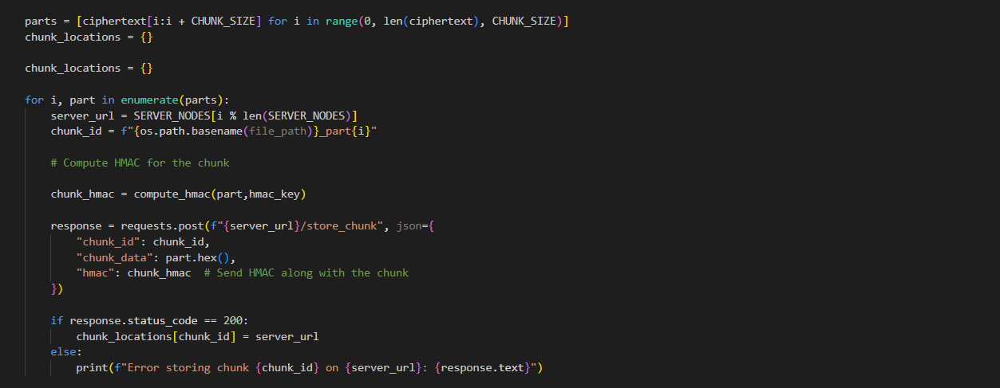 parts = [ciphertext[i:i + CHUNK_SIZE] for i in range(0, len(ciphertext), CHUNK_SIZE)]
chunk_locations = {}
chunk_locations = {}
for i, part in enumerate(parts):
server_url = SERVER_NODES[i % len(SERVER_NODES)]
chunk_id = f"{os.path.basename(file_path)}_part{i}"
# Compute HMAC for the chunk
chunk_hmac = compute_hmac(part,hmac_key)
response = requests.post(f"{server_url}/store_chunk", json={
"chunk_id": chunk_id,
"chunk_data": part.hex(),
"hmac": chunk_hmac  # Send HMAC along with the chunk
})
if response.status_code == 200:
chunk_locations[chunk_id] = server_url
else:
print(f"Error storing chunk {chunk_id} on {server_url}: {response.text}")